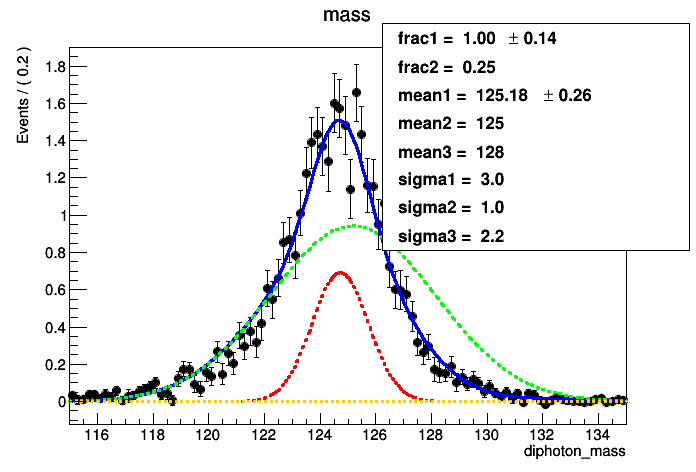 mass
frac1 = 1.00 ± 0.14
frac2 = 0.25
mean1 = 125.18 ± 0.26
mean2 = 125
mean3 = 128
sigma1 = 3.0
sigma2 = 1.0
sigma3 = 2.2
Events / ( 0.2 )
1.8
1.6
1.4
1.2
1
0.8
0.6
0.4
0.2
0
116 118 120 122 124 126 128 130 132 134
diphoton_mass